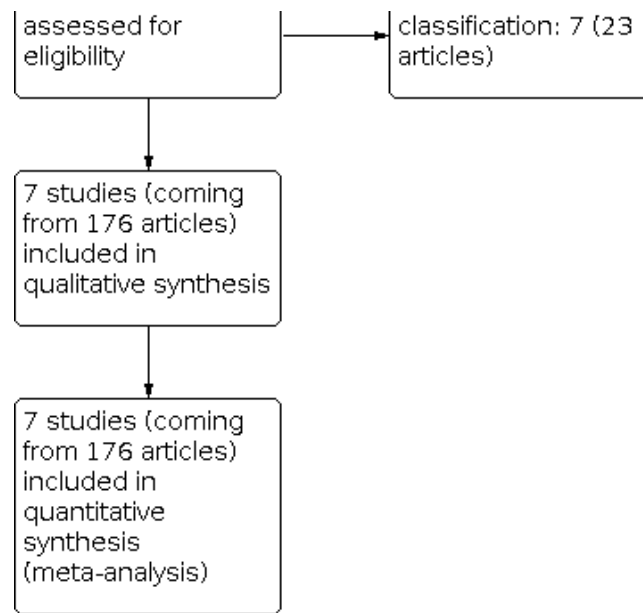 assessed for
eligibility
classification: 7 (23
articles)
7 studies (coming
from 176 articles)
included in
qualitative synthesis
7 studies (coming
from 176 articles)
included in
quantitative
synthesis
(meta-analysis)